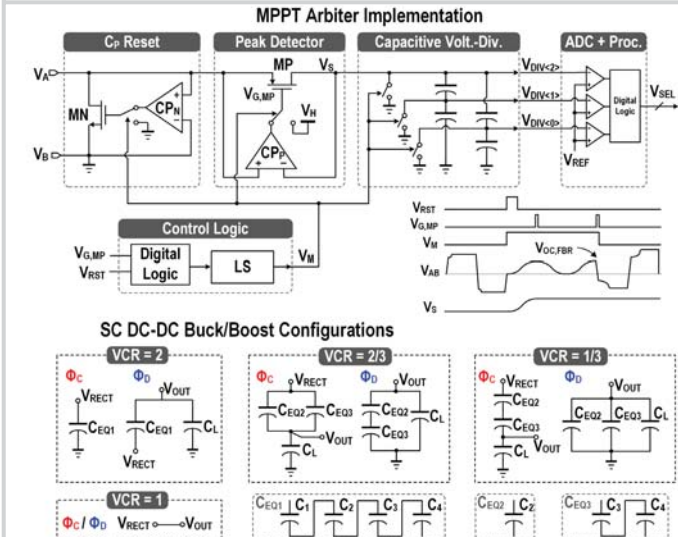 MPPT Arbiter Implementation
CP Reset
Peak Detector
Capacitive Volt.-Div.
ADC + Proc.
VA
MN
CPN
+
−
VB
MP
VS
VG,MP
VH
CPP
+
−
VDIV<2>
VDIV<1>
VDIV<0>
Digital
Logic
VSEL
VREF
Control Logic
VG,MP
VRST
Digital
Logic
LS
VM
VRST
VG,MP
VM
VOC,FBR
VAB
VS
SC DC-DC Buck/Boost Configurations
VCR = 2
ΦC ΦD
VRECT VOUT
CEQ1 CEQ1 CL
VRECT
VCR = 2/3
ΦC VRECT ΦD VOUT
CEQ2 CEQ3 CEQ2 CL
CEQ3
VOUT
CL
VCR = 1/3
ΦC VRECT ΦD VOUT
CEQ2
CEQ3 CEQ2 CEQ3 CL
VOUT
CL
VCR = 1
ΦC / ΦD VRECT VOUT
CEQ1 C1 C2 C3 C4
CEQ2 C2
CEQ3 C3 C4